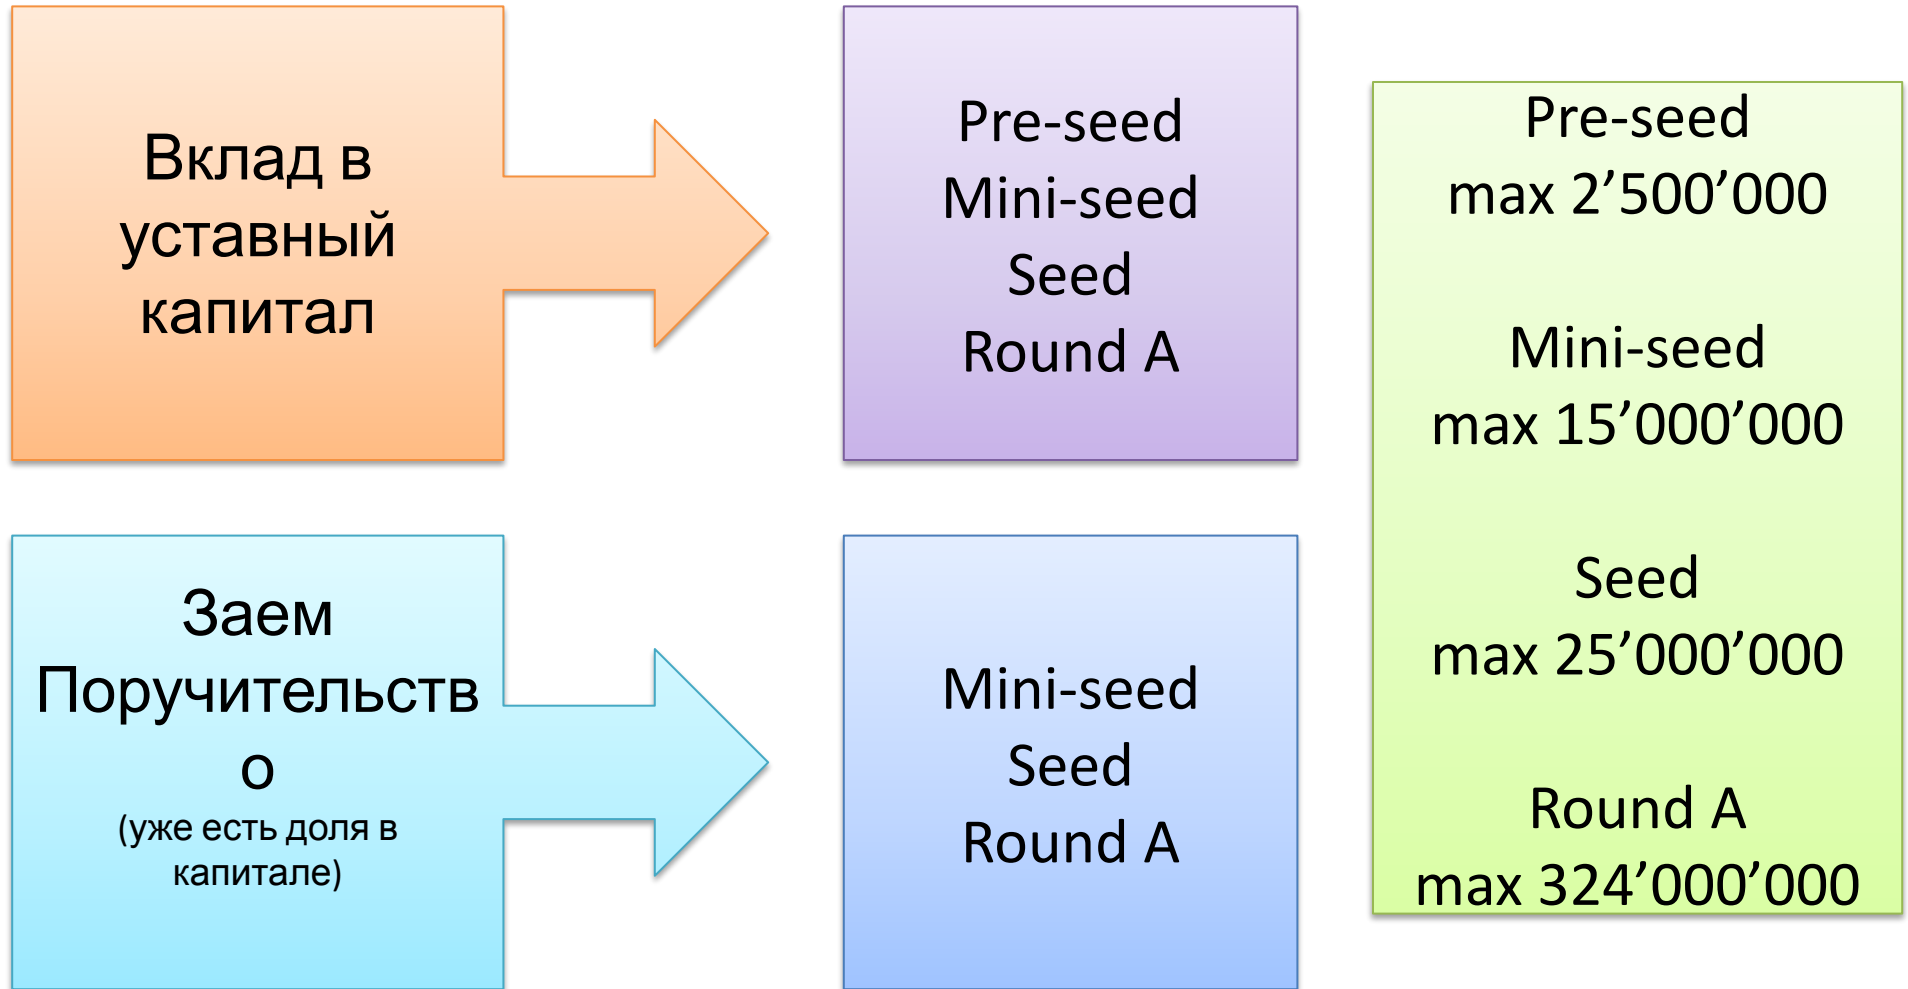 Вклад в
уставный
капитал
Pre-seed
Mini-seed
Seed
Round A
Pre-seed
max 2’500’000
Mini-seed
max 15’000’000
Seed
max 25’000’000
Round A
max 324’000’000
Заем
Поручительств
о
(уже есть доля в
капитале)
Mini-seed
Seed
Round A